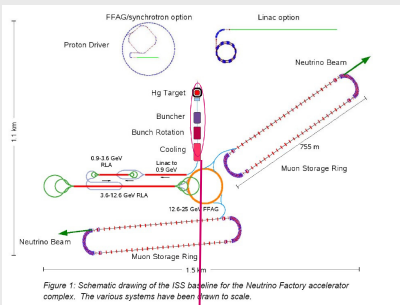 FFAG/synchrotron option
Linac option
Proton Driver
Neutrino Beam
Hg Target
Buncher
Bunch Rotation
Cooling
755 m
Muon Storage Ring
1.1 km
0.9-3.6 GeV
RLA
Linac to
0.9 GeV
3.6-12.6 GeV RLA
12.6-25 GeV FFAG
Neutrino Beam
Muon Storage Ring
1.5 km
Figure 1: Schematic drawing of the ISS baseline for the Neutrino Factory accelerator
complex. The various systems have been drawn to scale.